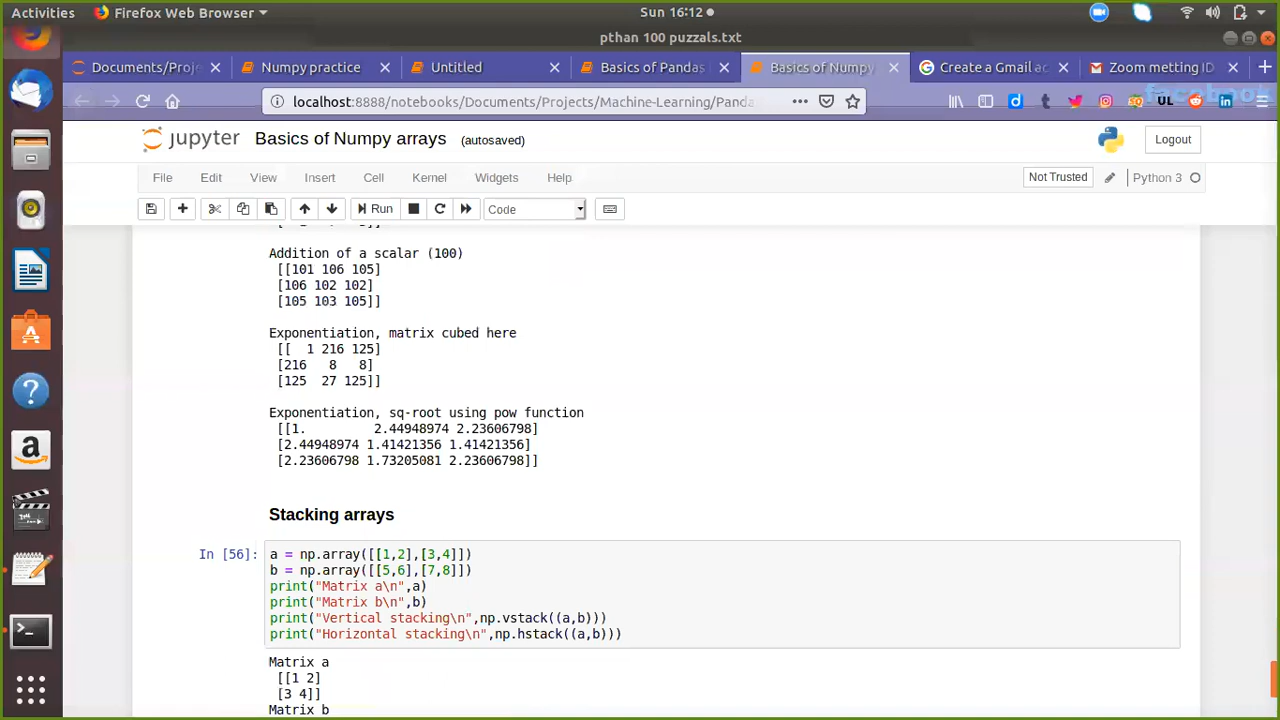 Activities Firefox Web Browser Sun 16:12
pthan 100 puzzals.txt
Documents/Proj Numpy practice Untitled Basics of Pandas Basics of Numpy Create a Gmail ac Zoom metting ID
localhost:8888/notebooks/Documents/Projects/Machine-Learning/Panda
facebook
jupyter Basics of Numpy arrays (autosaved) Logout
File Edit View Insert Cell Kernel Widgets Help Not Trusted Python 3
Run Code
Addition of a scalar (100)
[[101 106 105]
[106 102 102]
[105 103 105]]
Exponentiation, matrix cubed here
[[ 1 216 125]
[216 8 8]
[125 27 125]]
Exponentiation, sq-root using pow function
[[1. 2.44948974 2.23606798]
[2.44948974 1.41421356 1.41421356]
[2.23606798 1.73205081 2.23606798]]
Stacking arrays
In [56]: a = np.array([[1,2],[3,4]])
b = np.array([[5,6],[7,8]])
print("Matrix a\n",a)
print("Matrix b\n",b)
print("Vertical stacking\n",np.vstack((a,b)))
print("Horizontal stacking\n",np.hstack((a,b)))
Matrix a
[[1 2]
[3 4]]
Matrix b